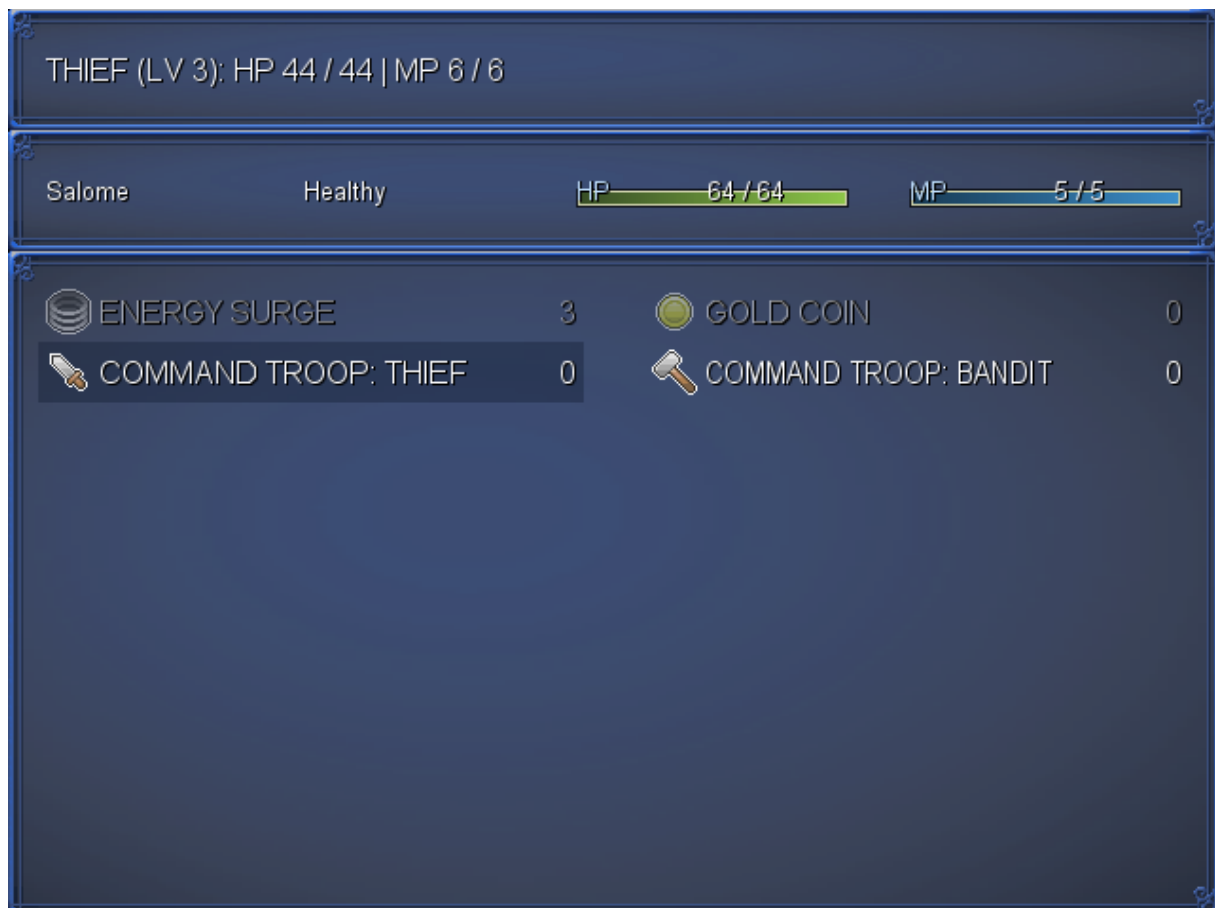 THIEF (LV 3): HP 44 / 44 | MP 6 / 6
Salome Healthy HP 64 / 64 MP 5 / 5
ENERGY SURGE 3 GOLD COIN 0
COMMAND TROOP: THIEF 0 COMMAND TROOP: BANDIT 0